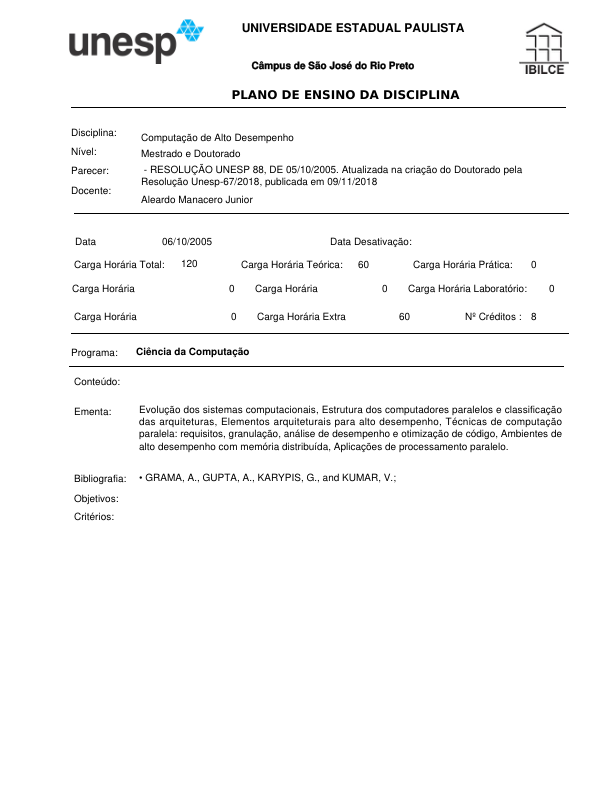 unesp
UNIVERSIDADE ESTADUAL PAULISTA
Câmpus de São José do Rio Preto
IBILCE
PLANO DE ENSINO DA DISCIPLINA
Disciplina: Computação de Alto Desempenho
Nível: Mestrado e Doutorado
Parecer: - RESOLUÇÃO UNESP 88, DE 05/10/2005. Atualizada na criação do Doutorado pela
Resolução Unesp-67/2018, publicada em 09/11/2018
Docente: Aleardo Manacero Junior
Data 06/10/2005 Data Desativação:
Carga Horária Total: 120 Carga Horária Teórica: 60 Carga Horária Prática: 0
Carga Horária 0 Carga Horária 0 Carga Horária Laboratório: 0
Carga Horária 0 Carga Horária Extra 60 Nº Créditos : 8
Programa: Ciência da Computação
Conteúdo:
Ementa: Evolução dos sistemas computacionais, Estrutura dos computadores paralelos e classificação
das arquiteturas, Elementos arquiteturais para alto desempenho, Técnicas de computação
paralela: requisitos, granulação, análise de desempenho e otimização de código, Ambientes de
alto desempenho com memória distribuída, Aplicações de processamento paralelo.
Bibliografia: • GRAMA, A., GUPTA, A., KARYPIS, G., and KUMAR, V.;
Objetivos:
Critérios: